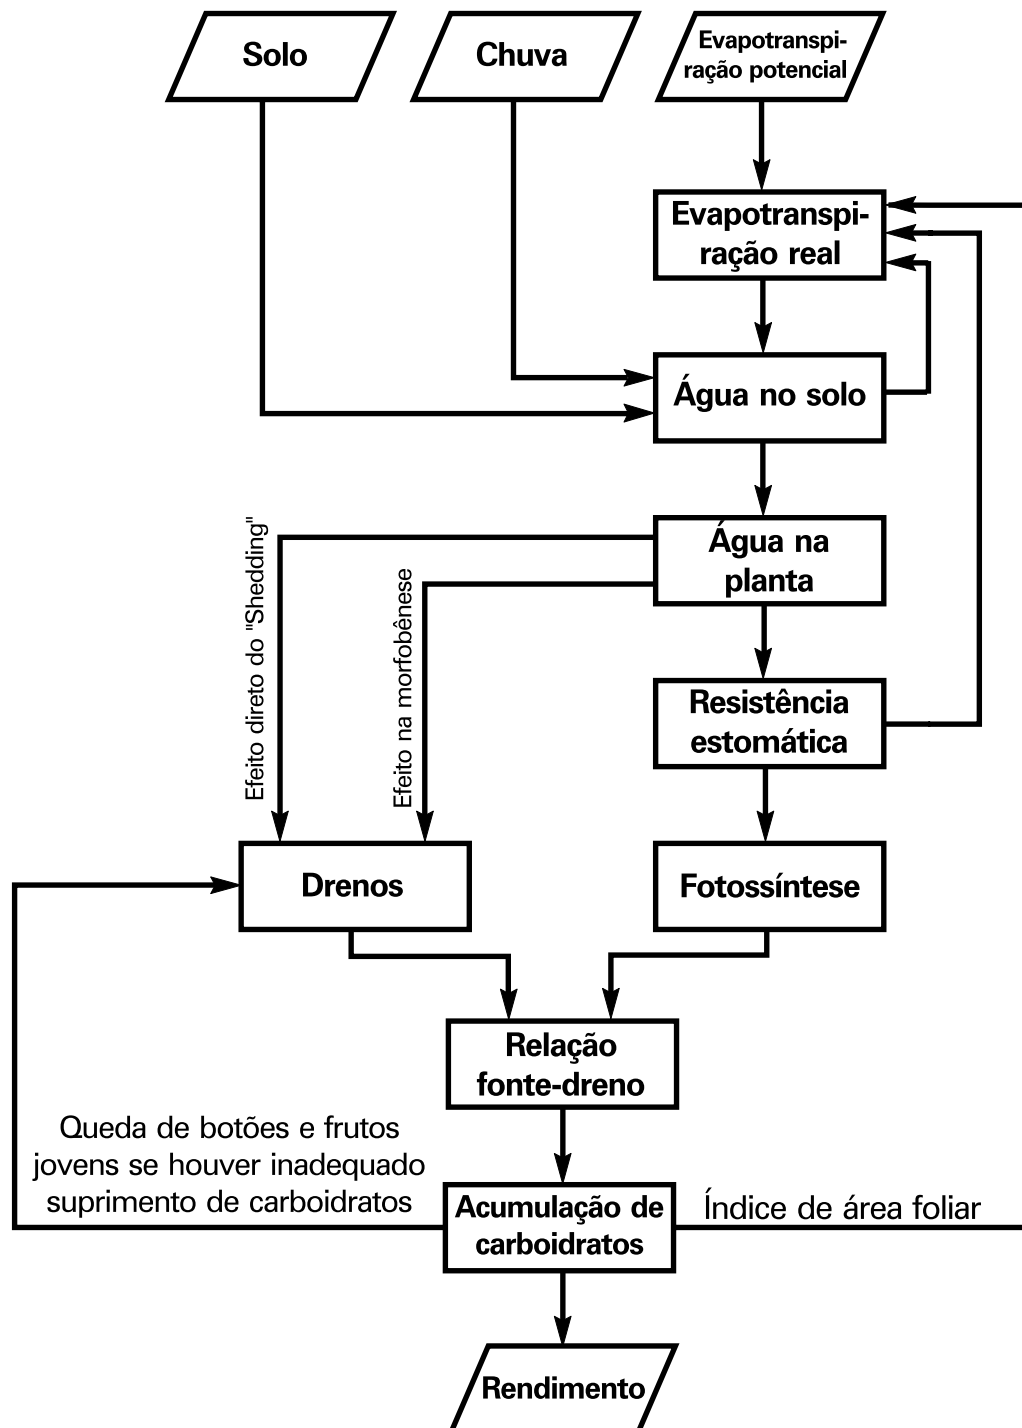 Solo
Chuva
Evapotranspi-
ração potencial
Evapotranspi-
ração real
Água no solo
Água na
planta
Efeito direto do "Shedding"
Efeito na morfobênese
Resistência
estomática
Drenos
Fotossíntese
Relação
fonte-dreno
Queda de botões e frutos
jovens se houver inadequado
suprimento de carboidratos
Acumulação de
carboidratos
Índice de área foliar
Rendimento